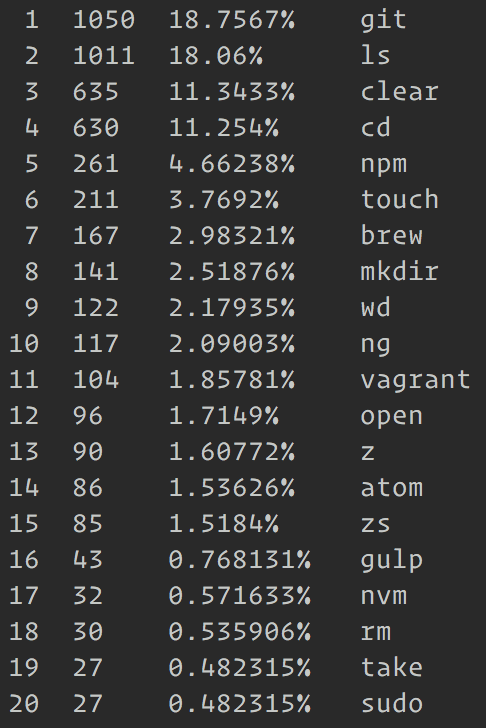 1 1050 18.7567% git
2 1011 18.06% ls
3 635 11.3433% clear
4 630 11.254% cd
5 261 4.66238% npm
6 211 3.7692% touch
7 167 2.98321% brew
8 141 2.51876% mkdir
9 122 2.17935% wd
10 117 2.09003% ng
11 104 1.85781% vagrant
12 96 1.7149% open
13 90 1.60772% z
14 86 1.53626% atom
15 85 1.5184% zs
16 43 0.768131% gulp
17 32 0.571633% nvm
18 30 0.535906% rm
19 27 0.482315% take
20 27 0.482315% sudo